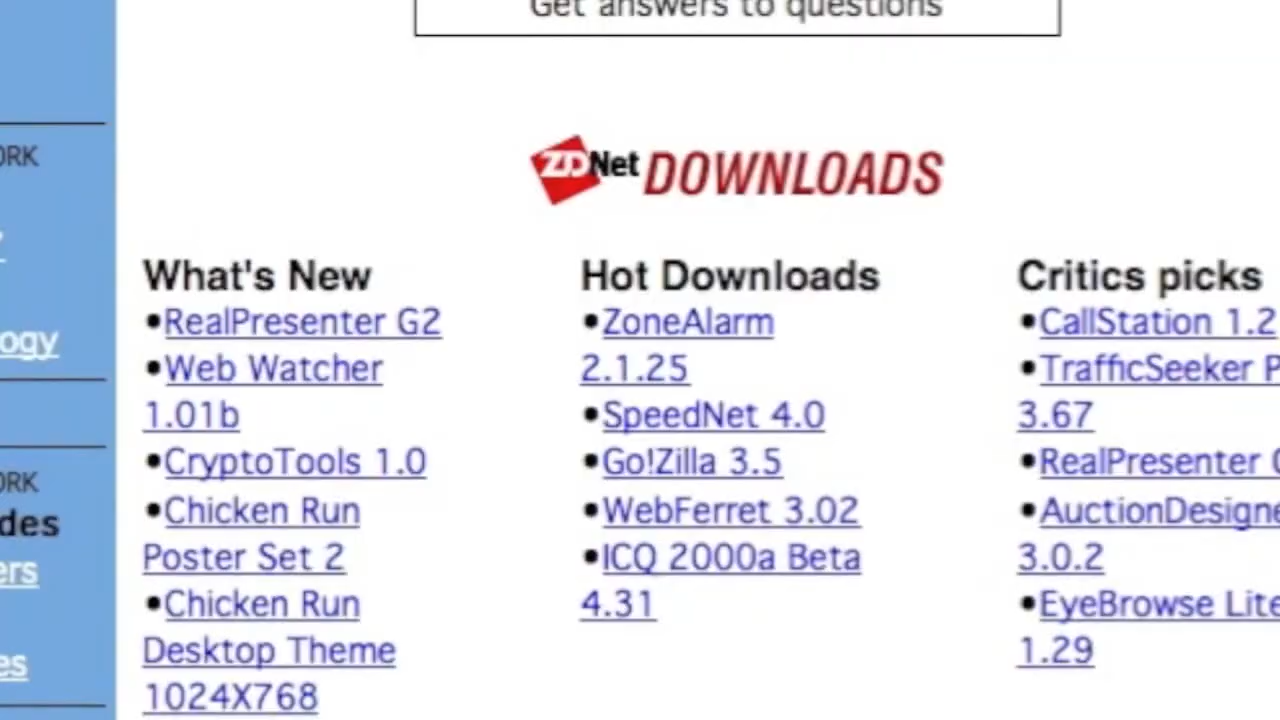 Get answers to questions
ORK
ogy
ORK
des
ers
es
ZDNet DOWNLOADS
What's New
•RealPresenter G2
•Web Watcher
1.01b
•CryptoTools 1.0
•Chicken Run
Poster Set 2
•Chicken Run
Desktop Theme
1024X768
Hot Downloads
•ZoneAlarm
2.1.25
•SpeedNet 4.0
•Go!Zilla 3.5
•WebFerret 3.02
•ICQ 2000a Beta
4.31
Critics picks
•CallStation 1.2
•TrafficSeeker P
3.67
•RealPresenter
•AuctionDesigne
3.0.2
•EyeBrowse Lite
1.29